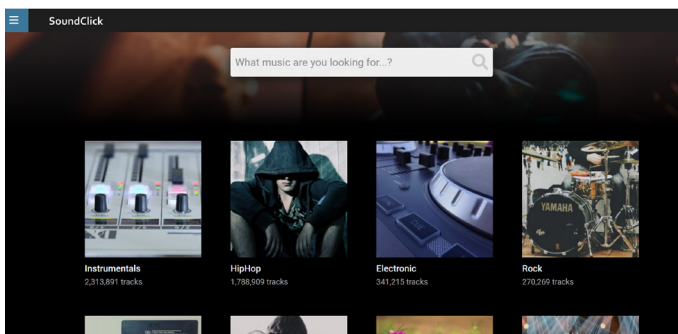 SoundClick
What music are you looking for...?
YAMAHA
Instrumentals
2,313,891 tracks
HipHop
1,788,909 tracks
Electronic
341,215 tracks
Rock
270,269 tracks